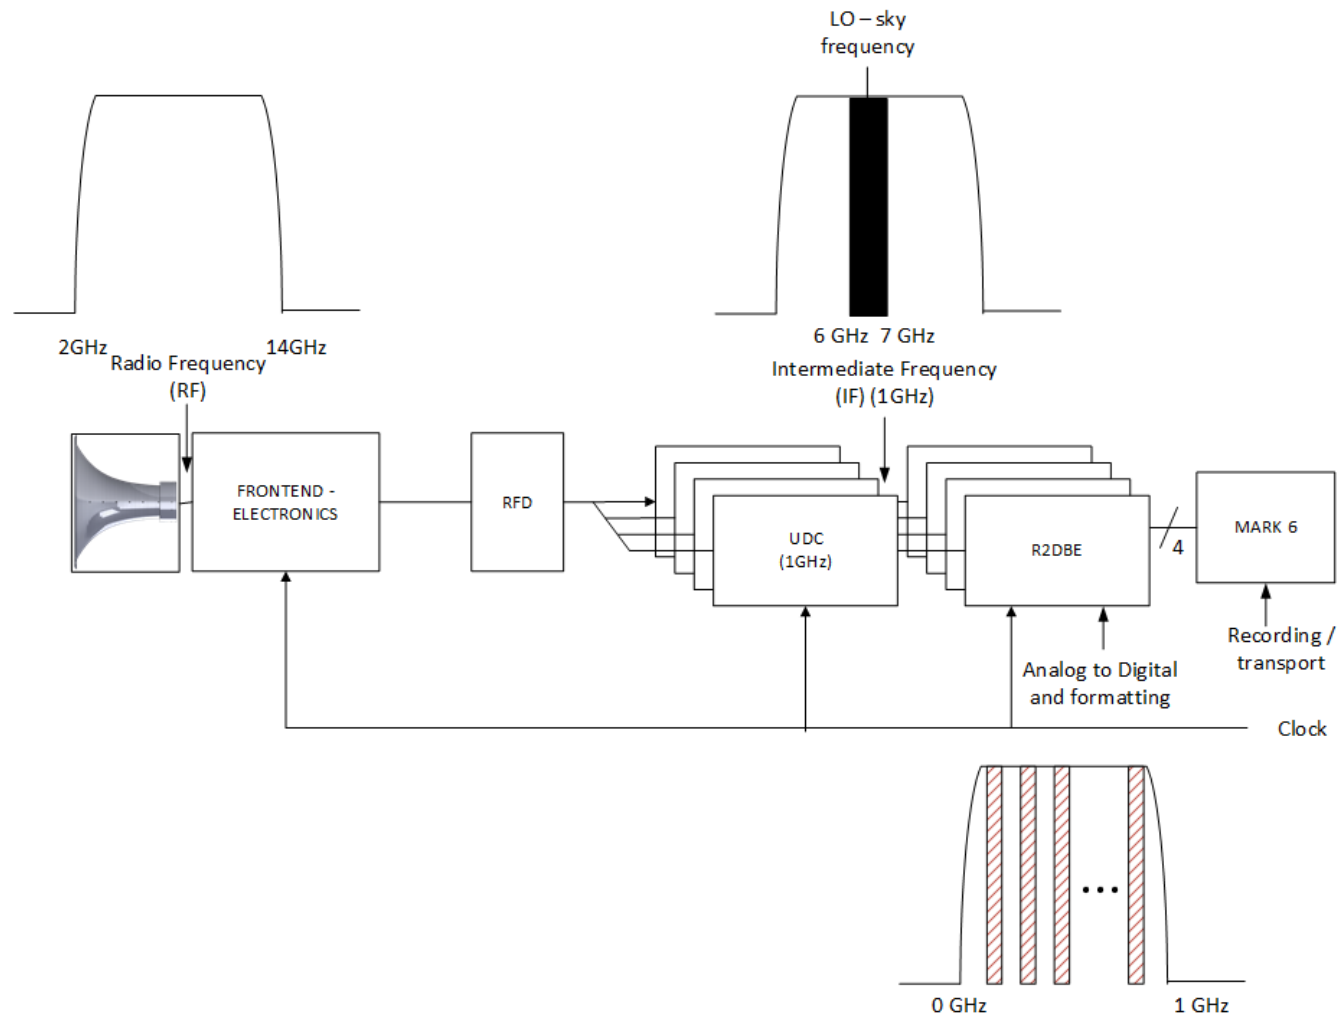 LO – sky
frequency
2GHz
14GHz
6 GHz 7 GHz
Radio Frequency
(RF)
Intermediate Frequency
(IF) (1GHz)
FRONTEND -
ELECTRONICS
RFD
UDC
(1GHz)
R2DBE
4
MARK 6
Analog to Digital
and formatting
Recording /
transport
Clock
0 GHz
1 GHz